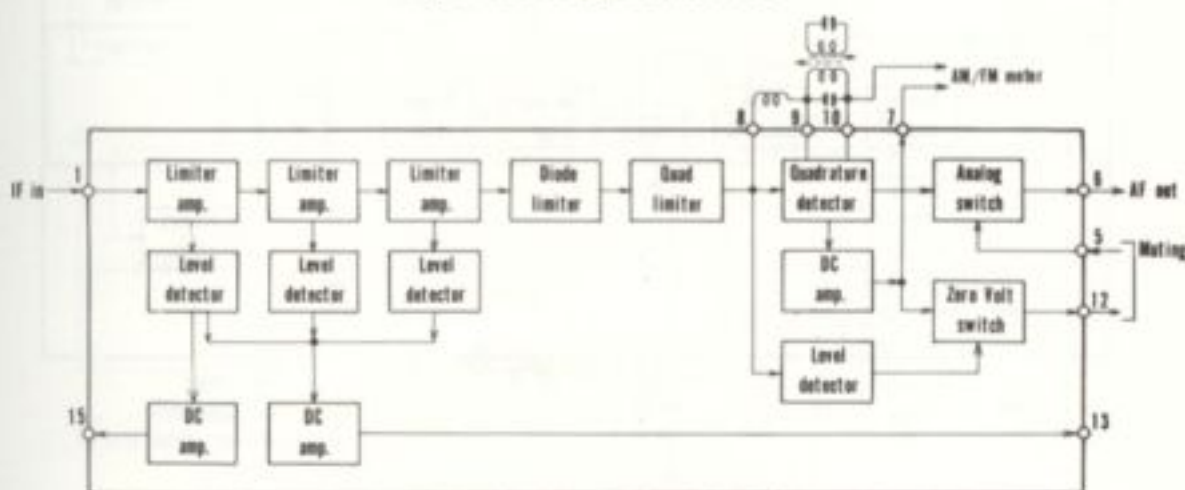 AM/FM meter
8
9
10
7
1
IF in
Limiter
amp.
Limiter
amp.
Limiter
amp.
Diode
limiter
Quad
limiter
Quadrature
detector
Analog
switch
6
AF out
5
Muting
Level
detector
Level
detector
Level
detector
DC
amp.
Zero Volt
switch
12
Level
detector
15
DC
amp.
DC
amp.
13